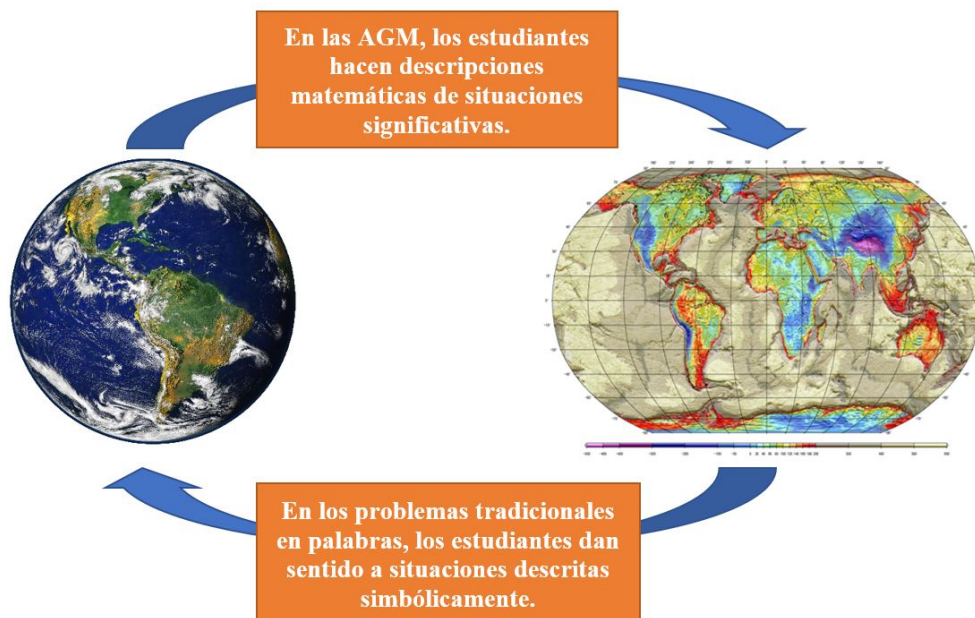 En las AGM, los estudiantes
hacen descripciones
matemáticas de situaciones
significativas.
En los problemas tradicionales
en palabras, los estudiantes dan
sentido a situaciones descritas
simbólicamente.